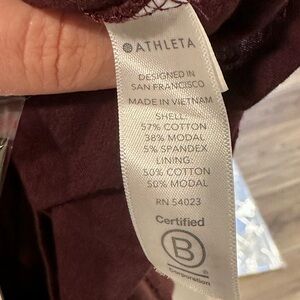 ATHLETA
DESIGNED IN
SAN FRANCISCO
MADE IN VIETNAM
SHELL:
57% COTTON
38% MODAL
5% SPANDEX
LINING:
50% COTTON
50% MODAL
RN 54023
Certified
B
Corporation